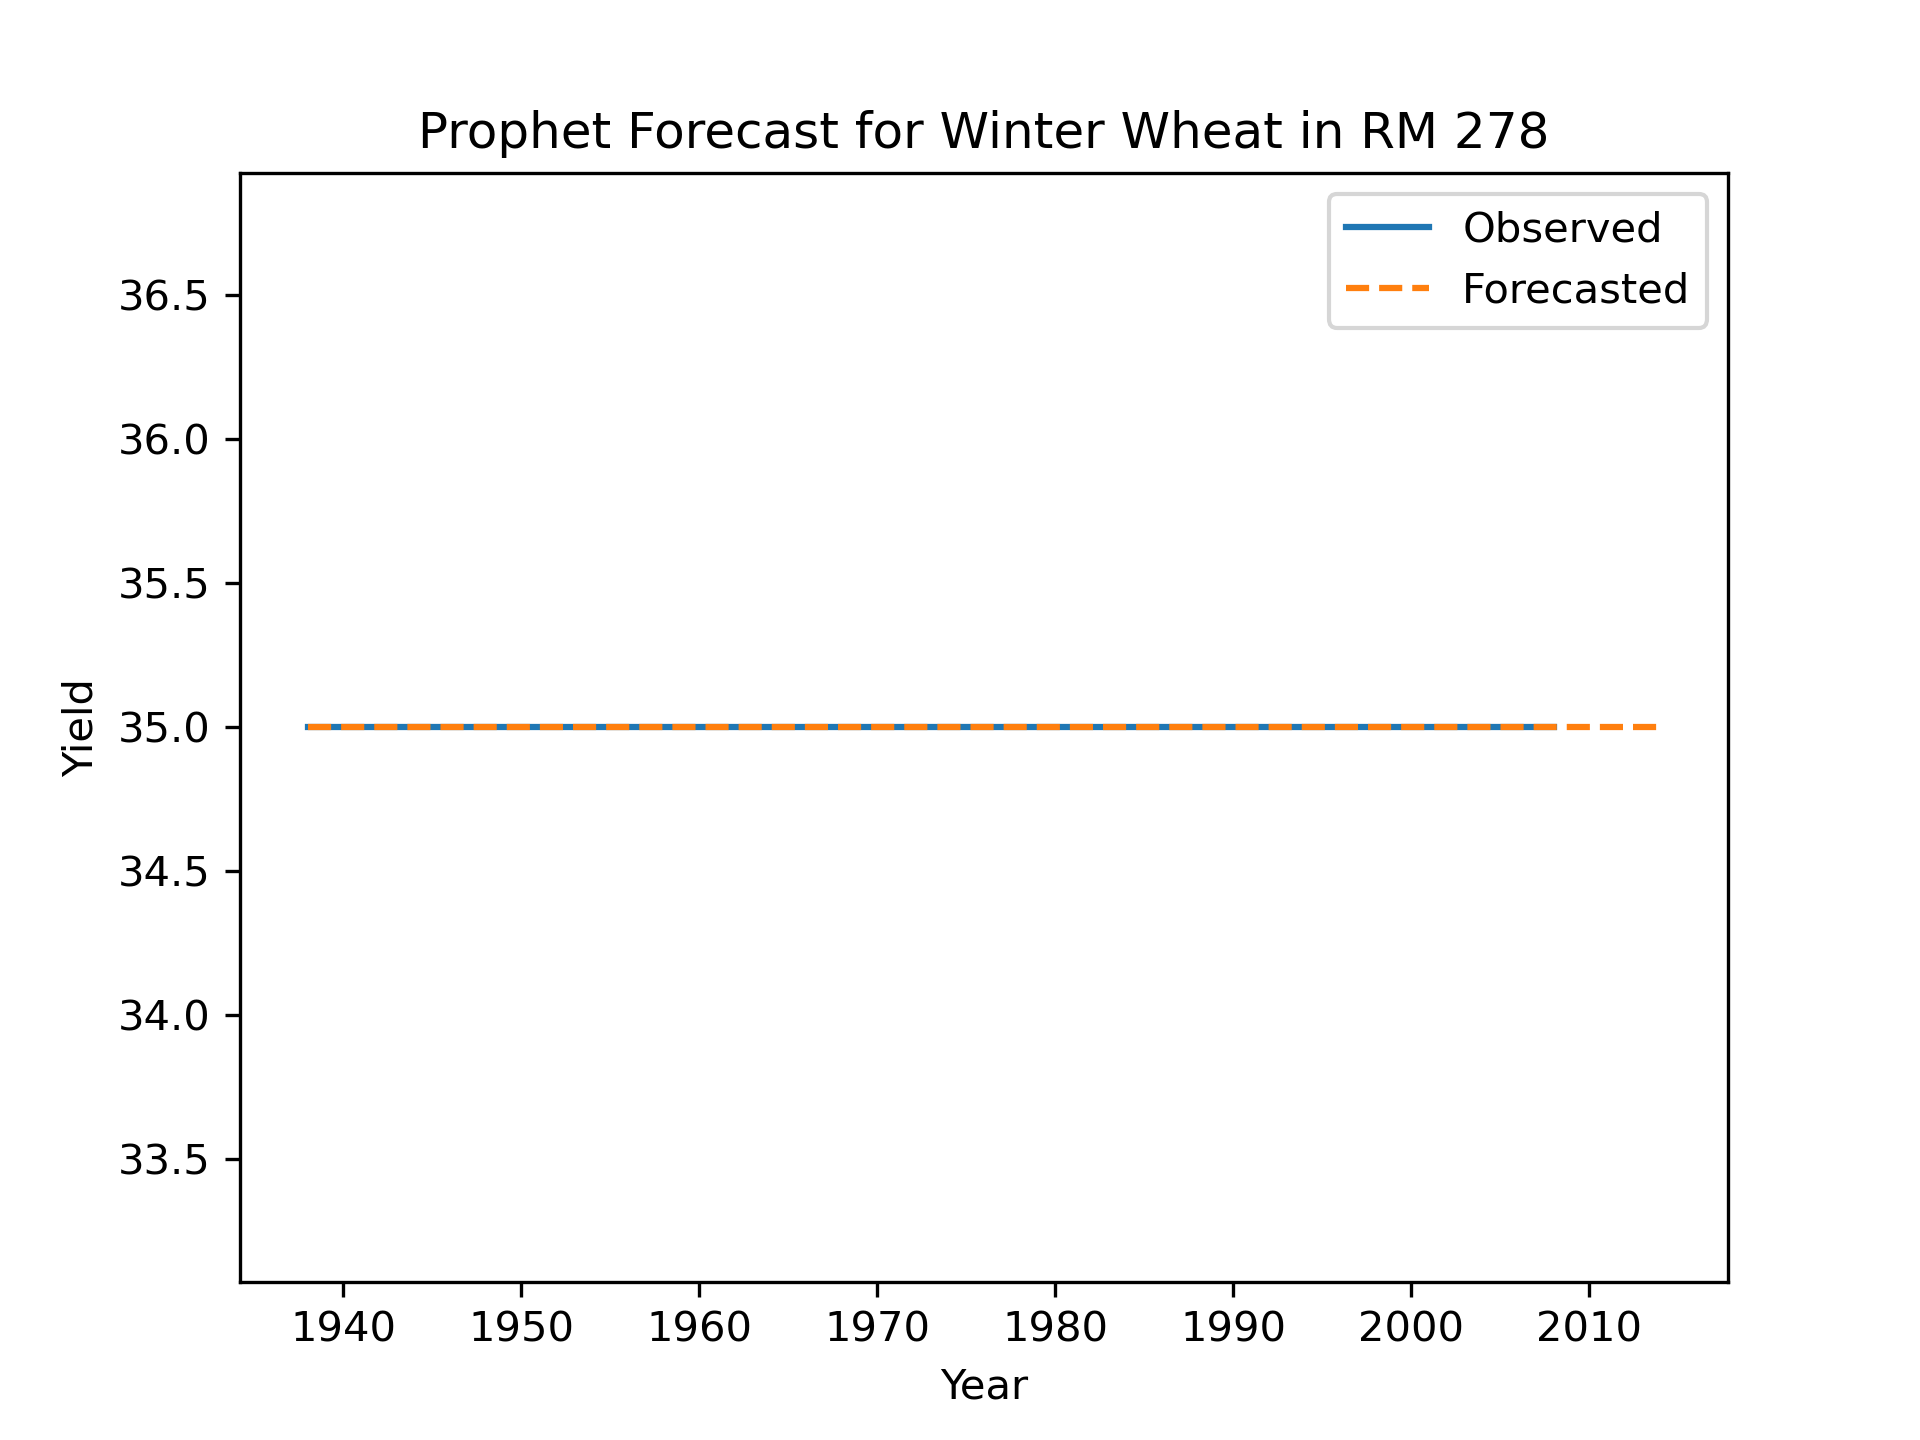 Prophet Forecast for Winter Wheat in RM 278
Observed
Forecasted
36.5
36.0
35.5
35.0
34.5
34.0
33.5
Yield
1940 1950 1960 1970 1980 1990 2000 2010
Year